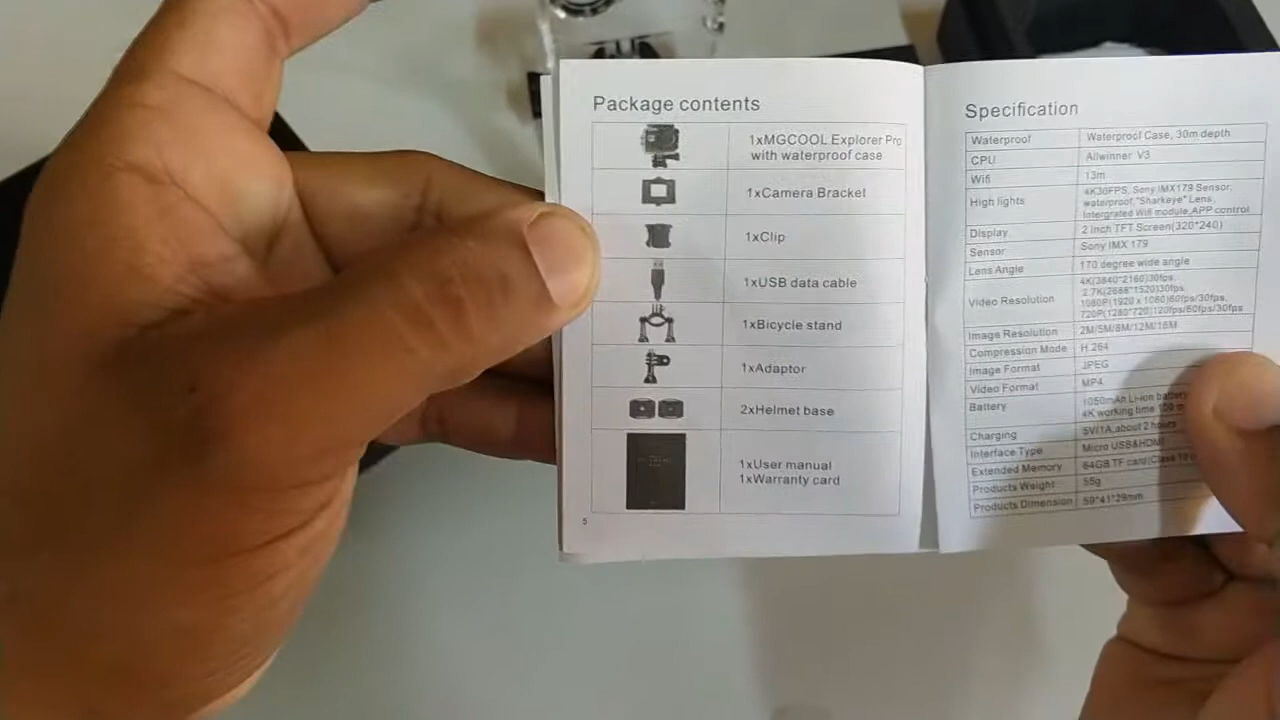 Package contents
1xMGCOOL Explorer Pro
with waterproof case
1xCamera Bracket
1xClip
1xUSB data cable
1xBicycle stand
1xAdaptor
2xHelmet base
1xUser manual
1xWarranty card
5
Specification
Waterproof Waterproof Case, 30m depth
CPU Allwinner V3
Wifi 13m
High lights 4K30FPS, Sony IMX179 Sensor,
waterproof,"Sharkeye" Lens,
Intergrated Wifi module,APP control
Display 2 inch TFT Screen(320*240)
Sensor Sony IMX 179
Lens Angle 170 degree wide angle
Video Resolution 4K(3840*2160)30fps,
2.7K(2688*1520)30fps,
1080P(1920 x 1080)60fps/30fps,
720P(1280*720)120fps/60fps/30fps
Image Resolution 2M/5M/8M/12M/16M
Compression Mode H.264
Image Format JPEG
Video Format MP4
Battery 1050mAh Li-ion battery
4K working time 100 m
Charging 5V/1A,about 2 hours
Interface Type Micro USB&HDMI
Extended Memory 64GB TF card(Class 10
Products Weight 55g
Products Dimension 59*41*29mm